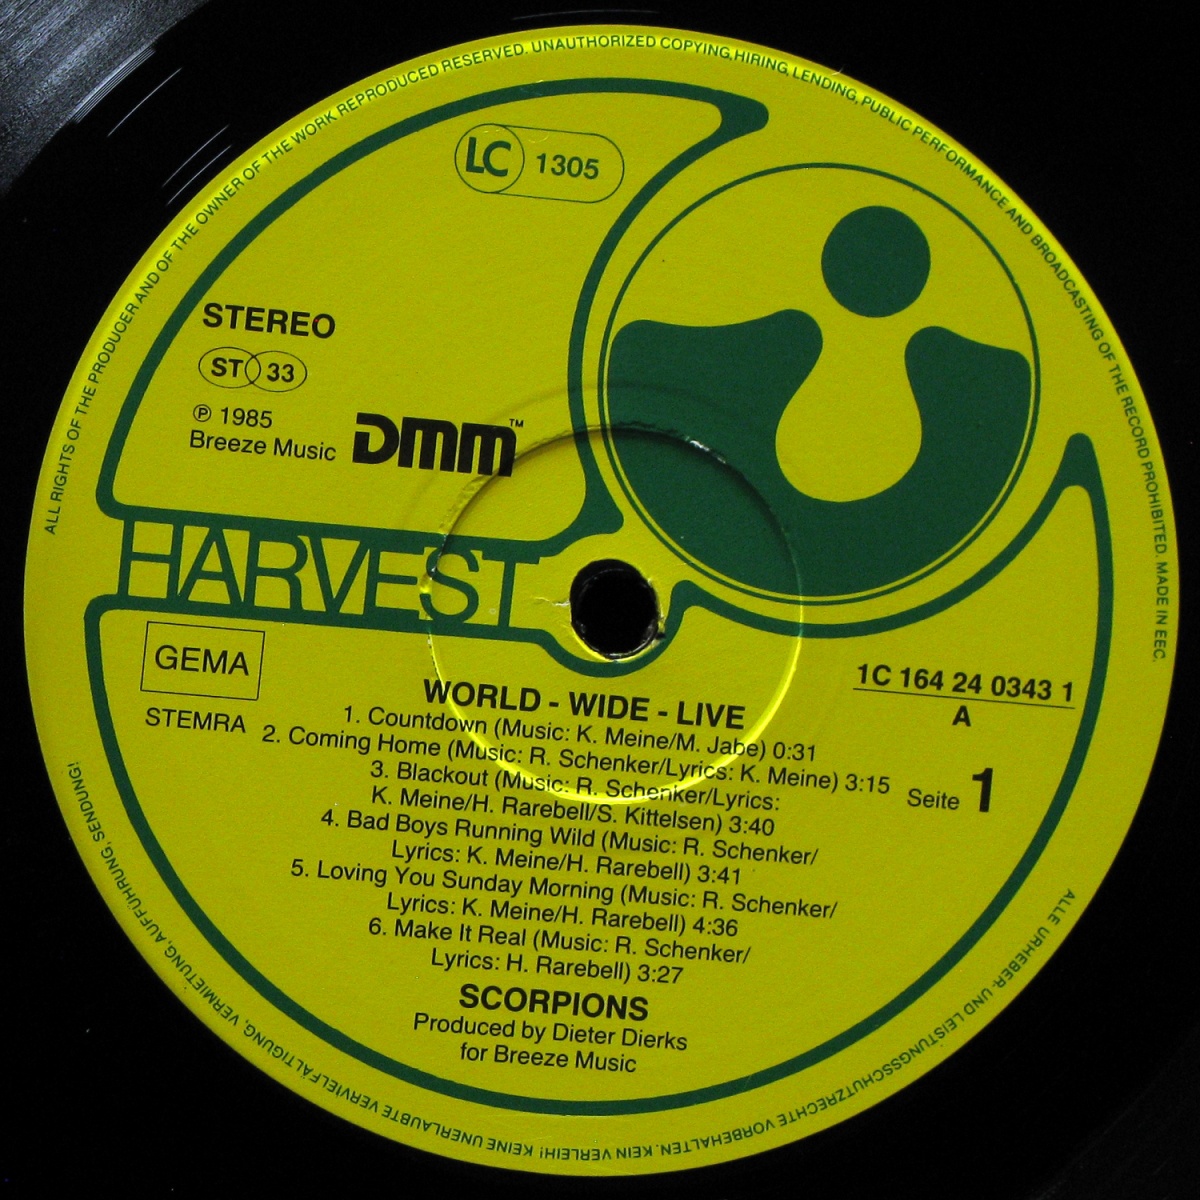 ALL RIGHTS OF THE PRODUCER AND OF THE OWNER OF THE WORK REPRODUCED RESERVED. UNAUTHORIZED COPYING, HIRING, LENDING, PUBLIC PERFORMANCE AND BROADCASTING OF THE RECORD PROHIBITED. MADE IN EEC.
LC 1305
STEREO
ST 33
℗ 1985
Breeze Music
DMM™
HARVEST
GEMA
STEMRA
1C 164 24 0343 1
A
Seite 1
WORLD - WIDE - LIVE
1. Countdown (Music: K. Meine/M. Jabe) 0:31
2. Coming Home (Music: R. Schenker/Lyrics: K. Meine) 3:15
3. Blackout (Music: R. Schenker/Lyrics:
K. Meine/H. Rarebell/S. Kittelsen) 3:40
4. Bad Boys Running Wild (Music: R. Schenker/
Lyrics: K. Meine/H. Rarebell) 3:41
5. Loving You Sunday Morning (Music: R. Schenker/
Lyrics: K. Meine/H. Rarebell) 4:36
6. Make It Real (Music: R. Schenker/
Lyrics: H. Rarebell) 3:27
SCORPIONS
Produced by Dieter Dierks
for Breeze Music
ALLE URHEBER- UND LEISTUNGSSCHUTZRECHTE VORBEHALTEN. KEIN VERLEIH! KEINE UNERLAUBTE VERVIELFÄLTIGUNG, VERMIETUNG, AUFFÜHRUNG, SENDUNG!